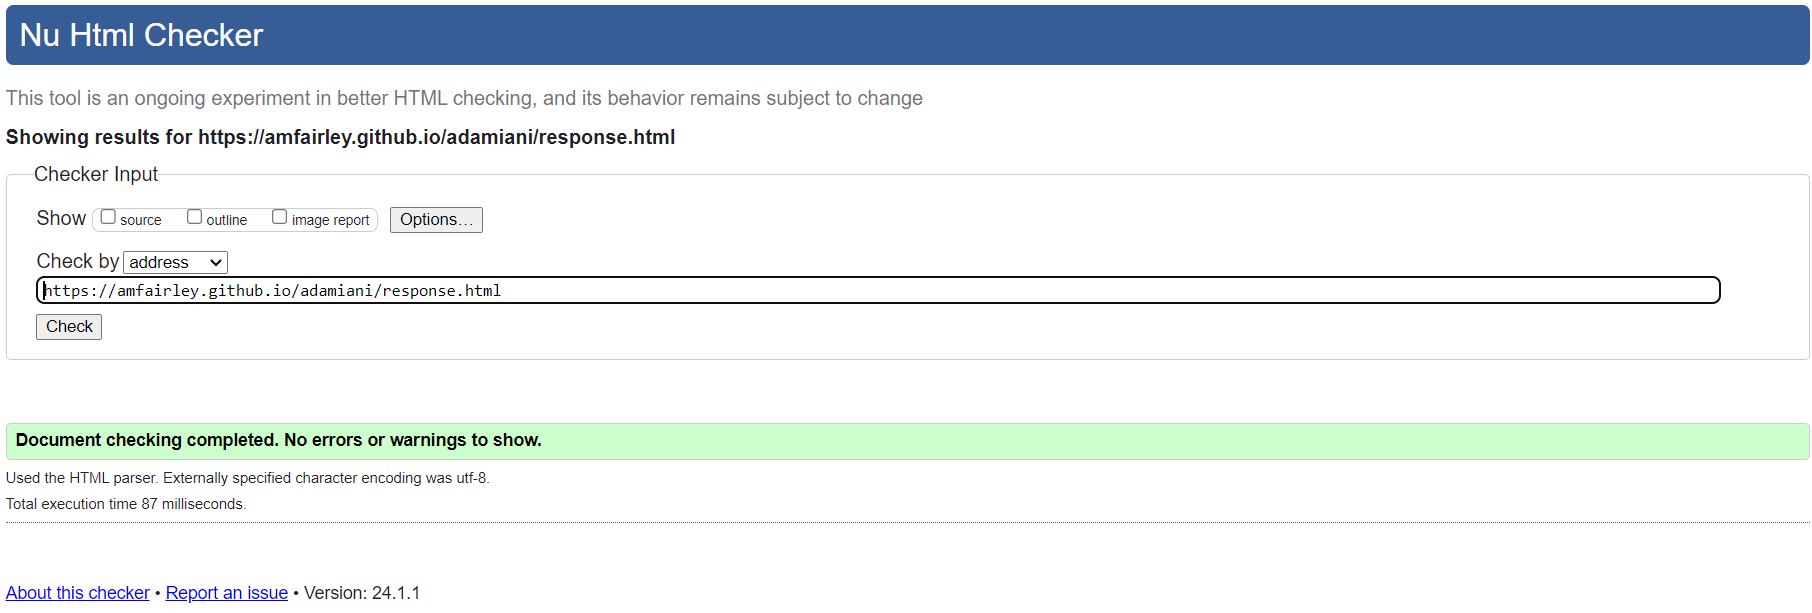 Nu Html Checker
This tool is an ongoing experiment in better HTML checking, and its behavior remains subject to change
Showing results for https://amfairley.github.io/adamiani/response.html
Checker Input
Show source outline image report Options…
Check by address
https://amfairley.github.io/adamiani/response.html
Check
Document checking completed. No errors or warnings to show.
Used the HTML parser. Externally specified character encoding was utf-8.
Total execution time 87 milliseconds.
About this checker • Report an issue • Version: 24.1.1